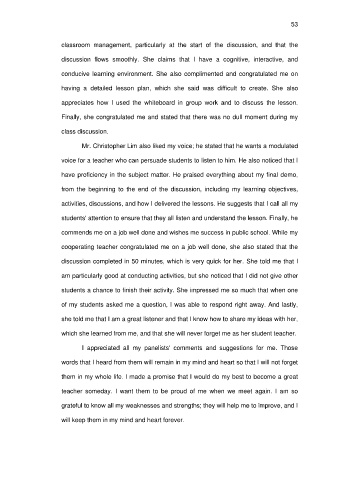 53
classroom management, particularly at the start of the discussion, and that the
discussion flows smoothly. She claims that I have a cognitive, interactive, and
conducive learning environment. She also complimented and congratulated me on
having a detailed lesson plan, which she said was difficult to create. She also
appreciates how I used the whiteboard in group work and to discuss the lesson.
Finally, she congratulated me and stated that there was no dull moment during my
class discussion.
Mr. Christopher Lim also liked my voice; he stated that he wants a modulated
voice for a teacher who can persuade students to listen to him. He also noticed that I
have proficiency in the subject matter. He praised everything about my final demo,
from the beginning to the end of the discussion, including my learning objectives,
activities, discussions, and how I delivered the lessons. He suggests that I call all my
students' attention to ensure that they all listen and understand the lesson. Finally, he
commends me on a job well done and wishes me success in public school. While my
cooperating teacher congratulated me on a job well done, she also stated that the
discussion completed in 50 minutes, which is very quick for her. She told me that I
am particularly good at conducting activities, but she noticed that I did not give other
students a chance to finish their activity. She impressed me so much that when one
of my students asked me a question, I was able to respond right away. And lastly,
she told me that I am a great listener and that I know how to share my ideas with her,
which she learned from me, and that she will never forget me as her student teacher.
I appreciated all my panelists' comments and suggestions for me. Those
words that I heard from them will remain in my mind and heart so that I will not forget
them in my whole life. I made a promise that I would do my best to become a great
teacher someday. I want them to be proud of me when we meet again. I am so
grateful to know all my weaknesses and strengths; they will help me to improve, and I
will keep them in my mind and heart forever.